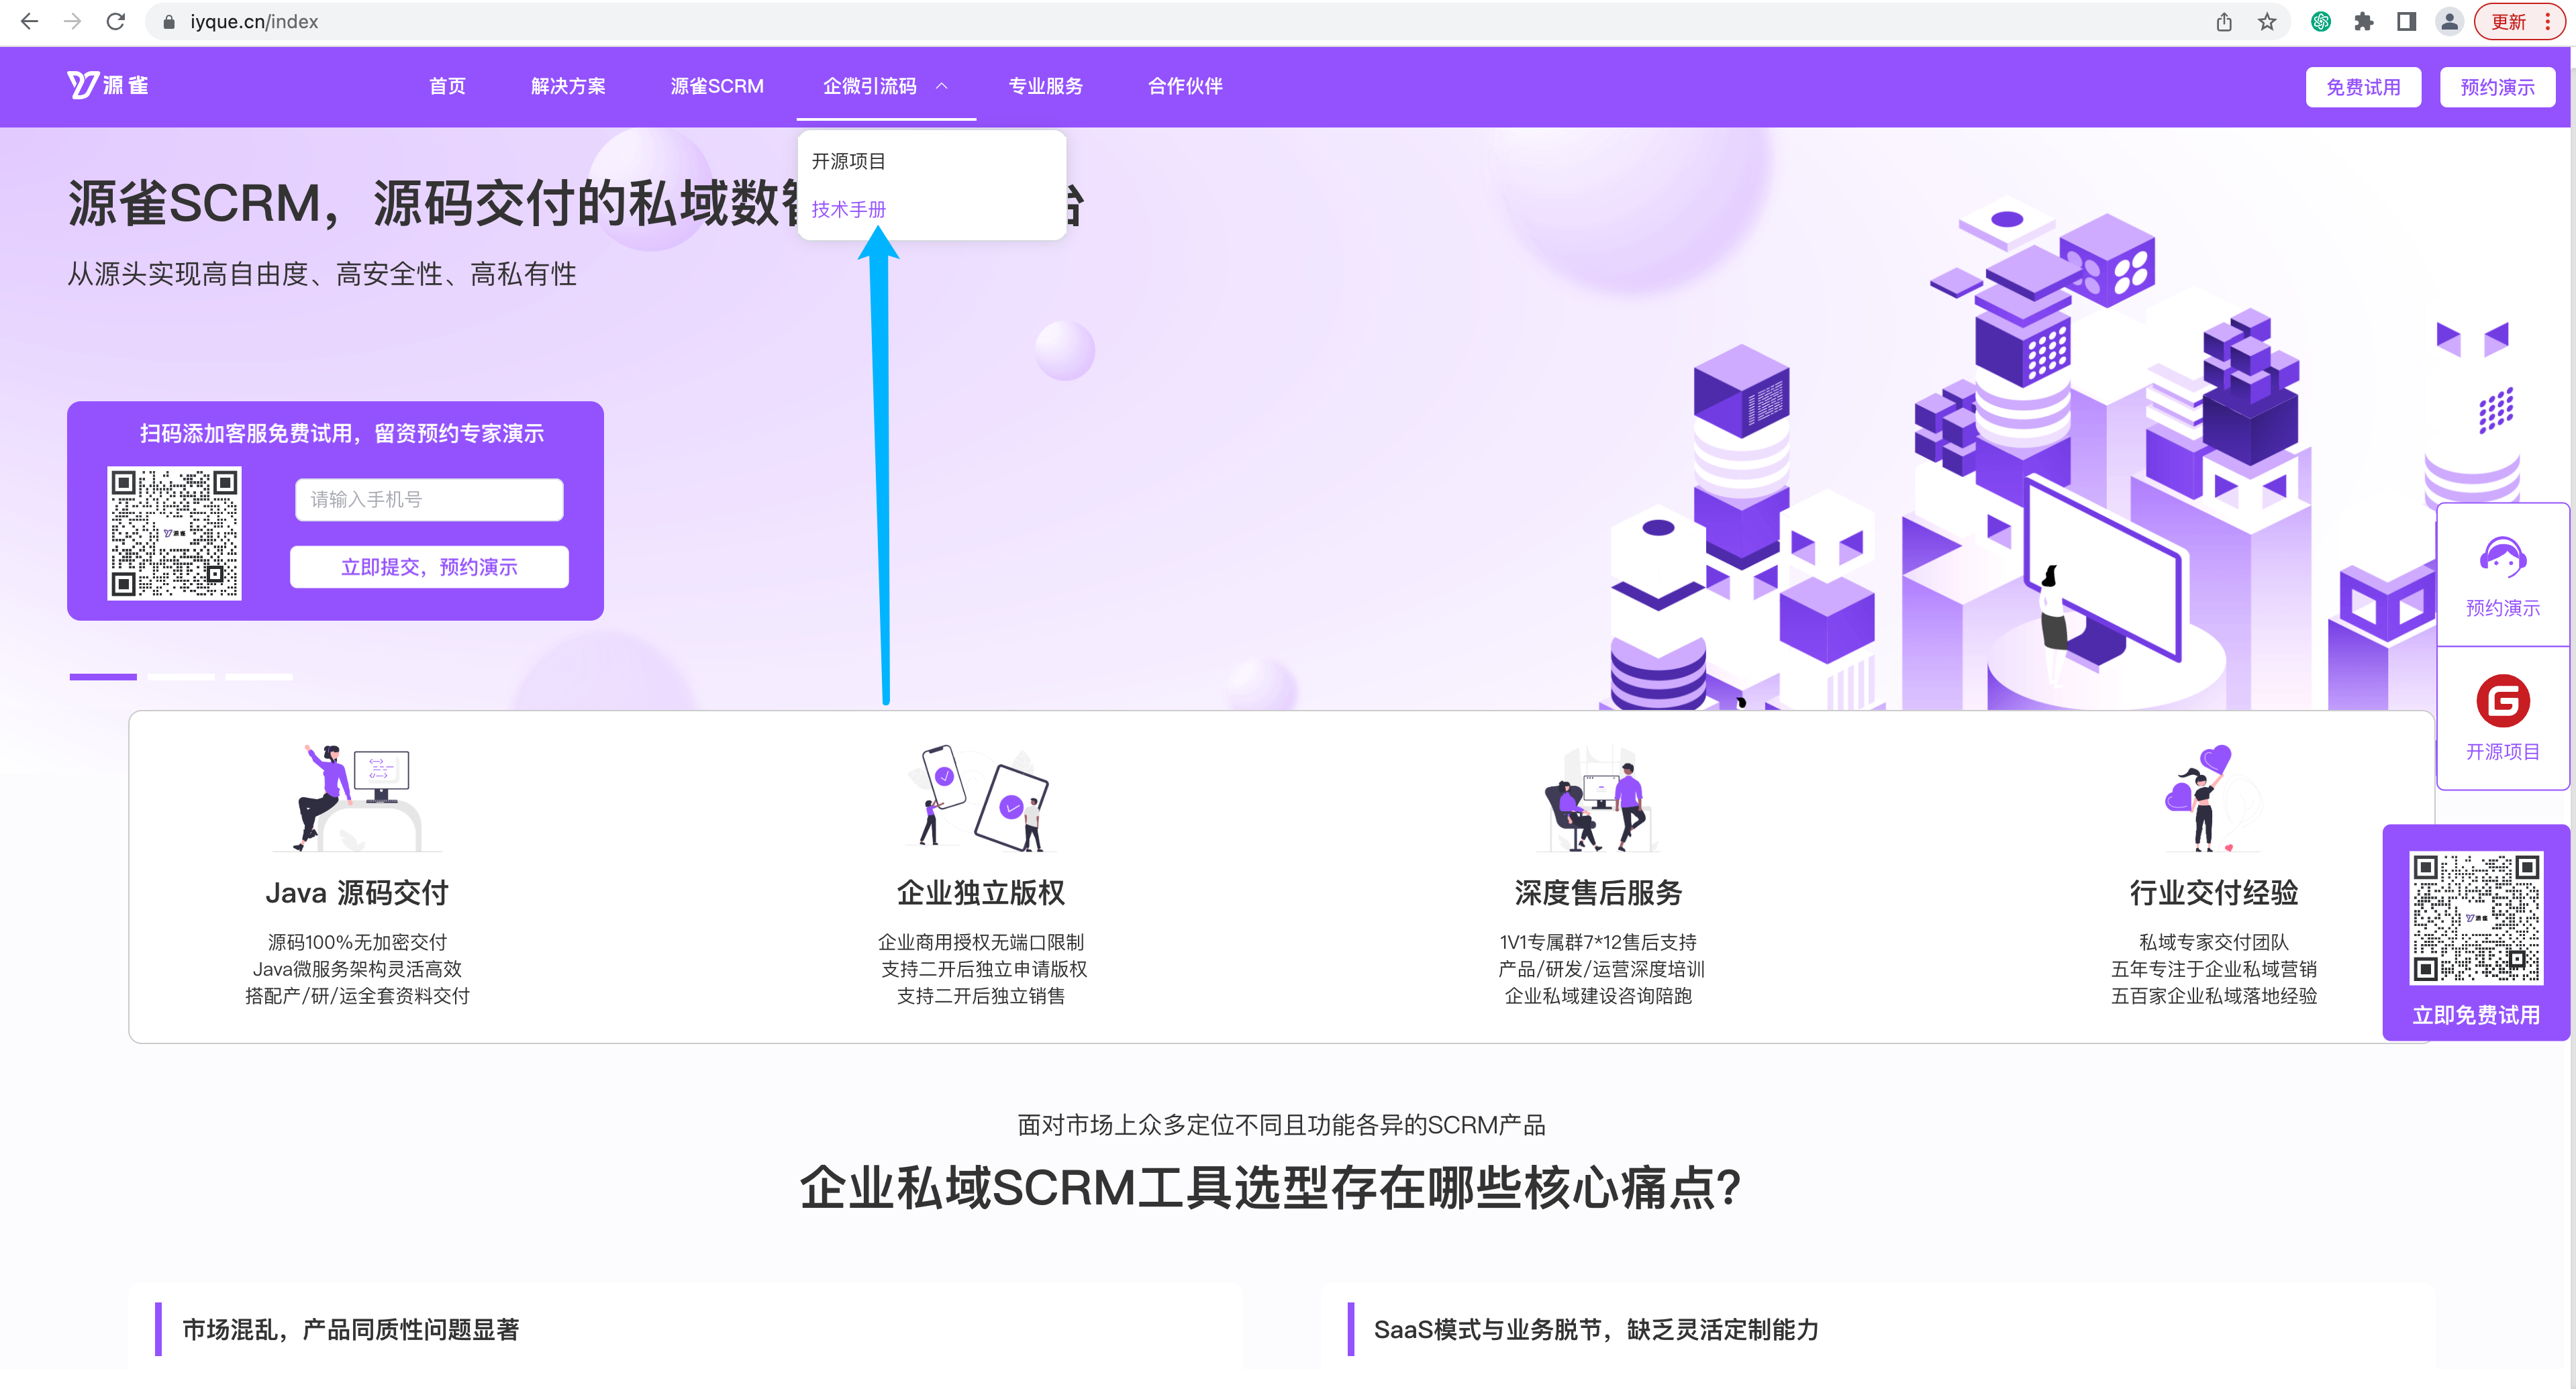 iyque.cn/index
更新
源雀
首页
解决方案
源雀SCRM
企微引流码
专业服务
合作伙伴
免费试用
预约演示
开源项目
技术手册
源雀SCRM，源码交付的私域数
台
从源头实现高自由度、高安全性、高私有性
扫码添加客服免费试用，留资预约专家演示
源雀
请输入手机号
立即提交，预约演示
预约演示
开源项目
Java 源码交付
源码100%无加密交付
Java微服务架构灵活高效
搭配产/研/运全套资料交付
企业独立版权
企业商用授权无端口限制
支持二开后独立申请版权
支持二开后独立销售
深度售后服务
1V1专属群7*12售后支持
产品/研发/运营深度培训
企业私域建设咨询陪跑
行业交付经验
私域专家交付团队
五年专注于企业私域营销
五百家企业私域落地经验
源雀
立即免费试用
面对市场上众多定位不同且功能各异的SCRM产品
企业私域SCRM工具选型存在哪些核心痛点?
市场混乱，产品同质性问题显著
SaaS模式与业务脱节，缺乏灵活定制能力